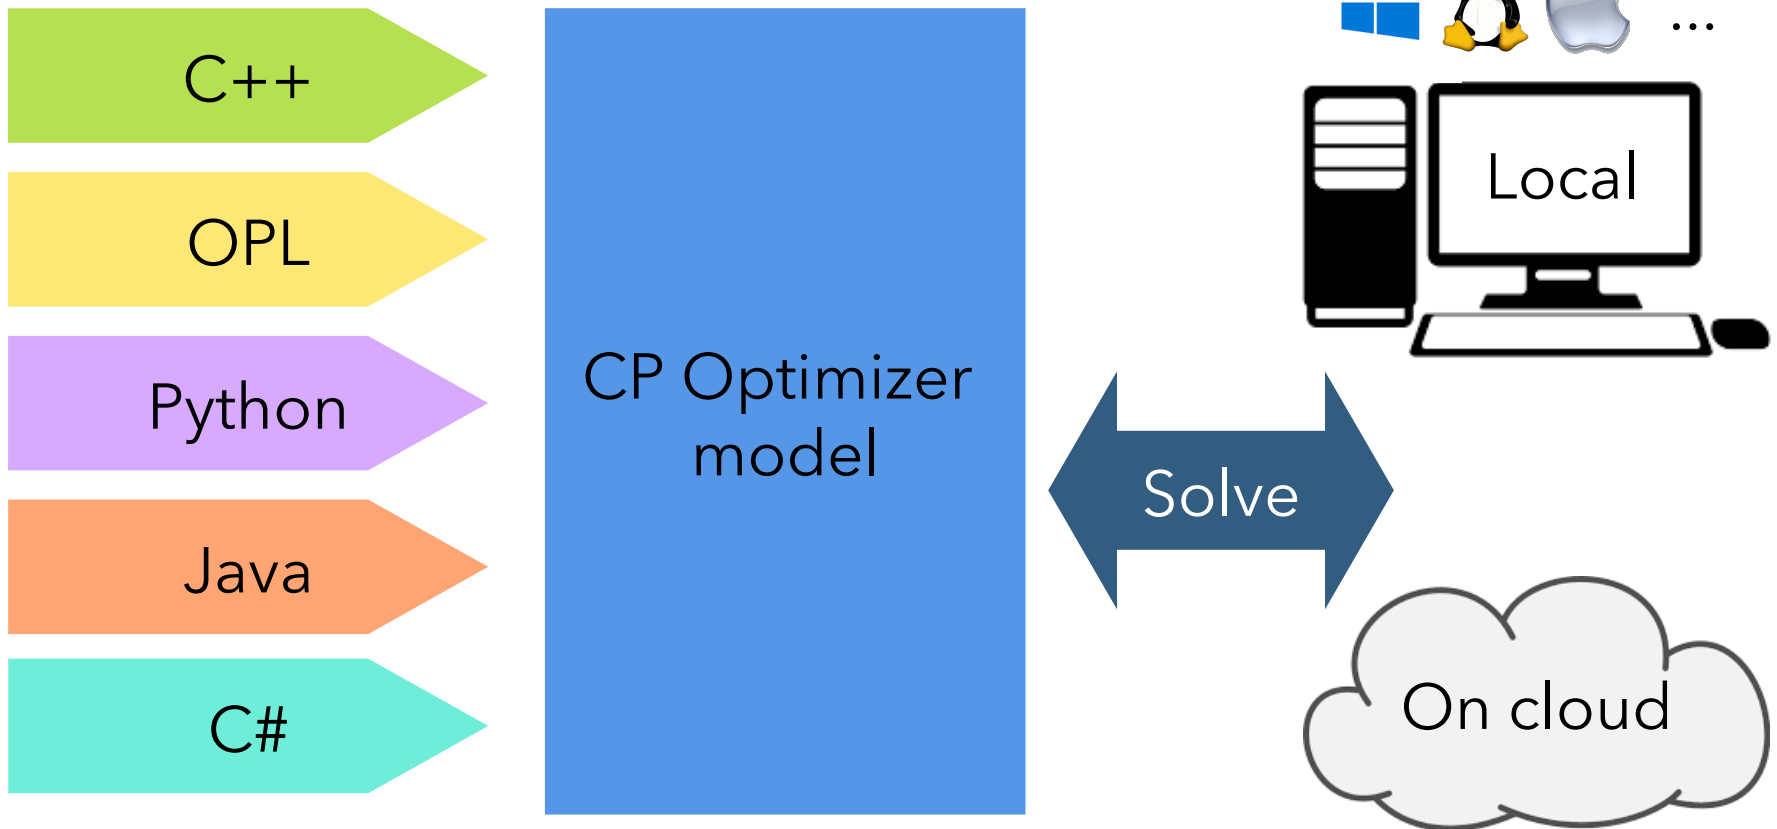 C++
OPL
Python
Java
C#
CP Optimizer
model
Solve
...
Local
On cloud